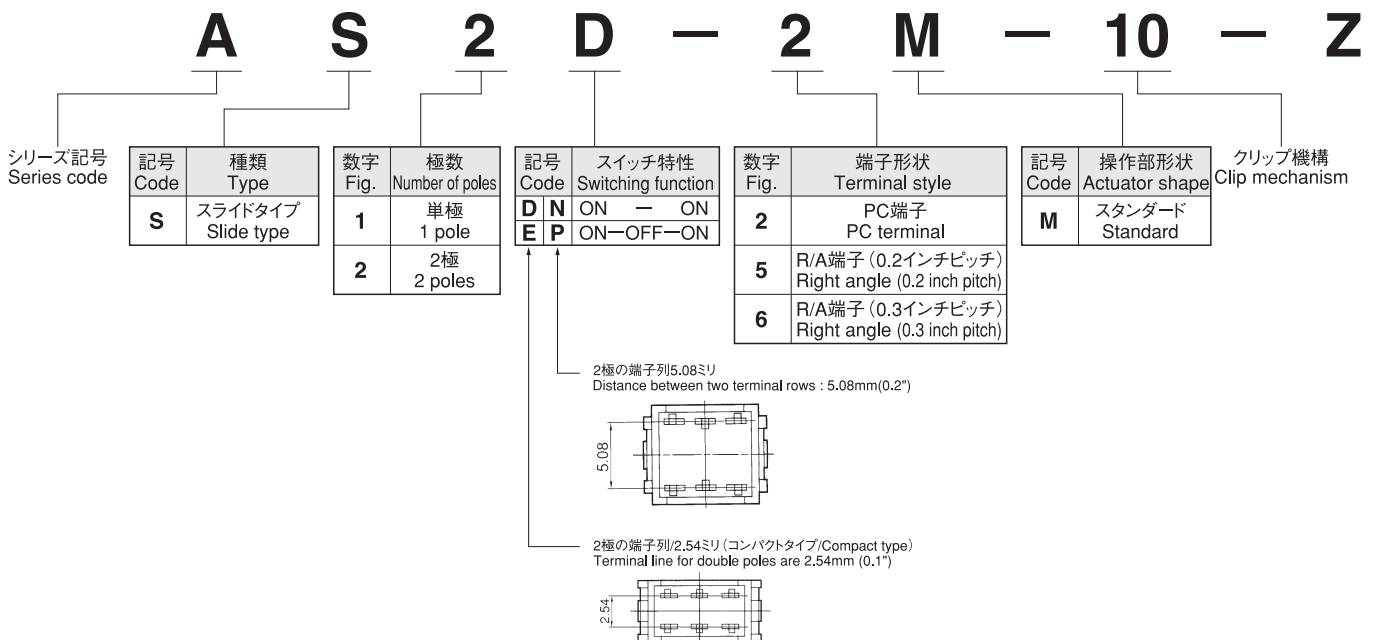 A S 2 D － 2 M － 10 － Z
シリーズ記号
Series code
記号 種類
Code Type
S スライドタイプ
Slide type
数字 極数
Fig. Number of poles
1 単極
1 pole
2 2極
2 poles
記号 スイッチ特性
Code Switching function
D N ON － ON
E P ON－OFF－ON
数字 端子形状
Fig. Terminal style
2 PC端子
PC terminal
5 R/A端子（0.2インチピッチ）
Right angle (0.2 inch pitch)
6 R/A端子（0.3インチピッチ）
Right angle (0.3 inch pitch)
記号 操作部形状
Code Actuator shape
M スタンダード
Standard
クリップ機構
Clip mechanism
2極の端子列5.08ミリ
Distance between two terminal rows : 5.08mm(0.2")
5.08
2極の端子列/2.54ミリ（コンパクトタイプ/Compact type）
Terminal line for double poles are 2.54mm (0.1")
2.54